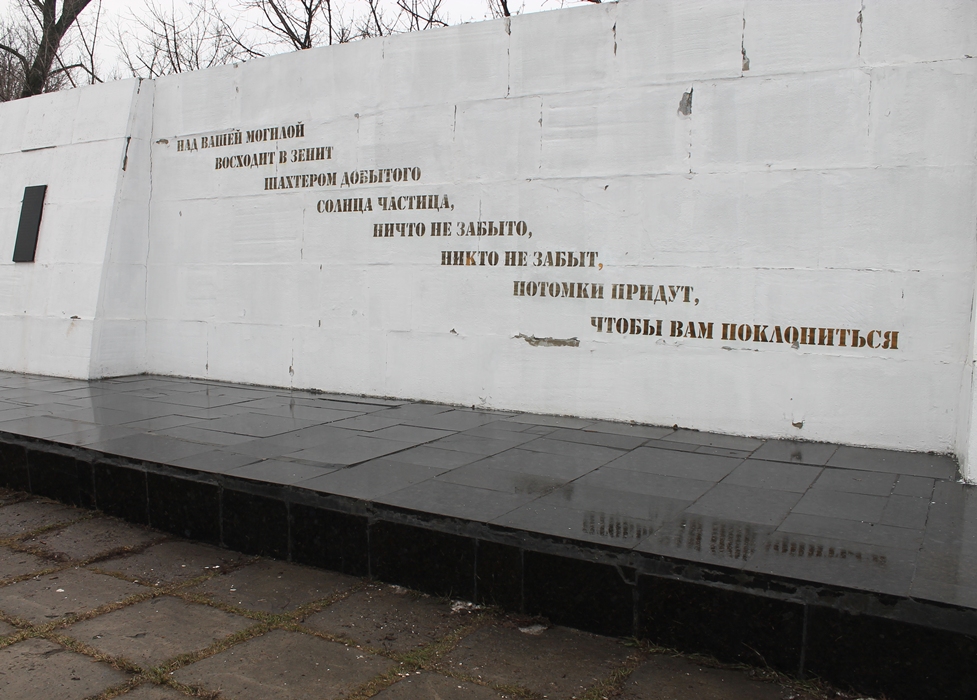 НАД ВАШЕЙ МОГИЛОЙ
ВОСХОДИТ В ЗЕНИТ
ШАХТЕРОМ ДОБЫТОГО
СОЛНЦА ЧАСТИЦА,
НИЧТО НЕ ЗАБЫТО,
НИКТО НЕ ЗАБЫТ,
ПОТОМКИ ПРИДУТ,
ЧТОБЫ ВАМ ПОКЛОНИТЬСЯ